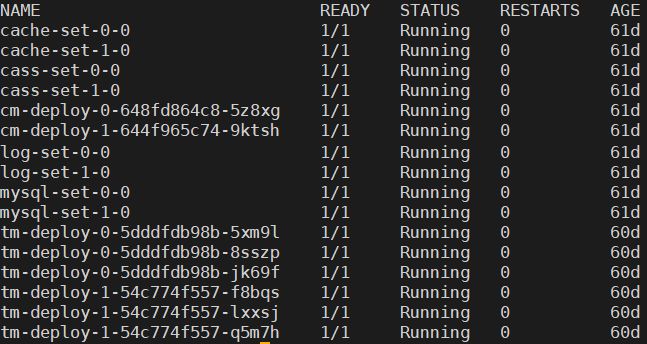 NAME READY STATUS RESTARTS AGE
cache-set-0-0 1/1 Running 0 61d
cache-set-1-0 1/1 Running 0 61d
cass-set-0-0 1/1 Running 0 61d
cass-set-1-0 1/1 Running 0 61d
cm-deploy-0-648fd864c8-5z8xg 1/1 Running 0 61d
cm-deploy-1-644f965c74-9ktsh 1/1 Running 0 61d
log-set-0-0 1/1 Running 0 61d
log-set-1-0 1/1 Running 0 61d
mysql-set-0-0 1/1 Running 0 61d
mysql-set-1-0 1/1 Running 0 61d
tm-deploy-0-5dddfdb98b-5xm9l 1/1 Running 0 60d
tm-deploy-0-5dddfdb98b-8sszp 1/1 Running 0 60d
tm-deploy-0-5dddfdb98b-jk69f 1/1 Running 0 60d
tm-deploy-1-54c774f557-f8bqs 1/1 Running 0 60d
tm-deploy-1-54c774f557-lxxsj 1/1 Running 0 60d
tm-deploy-1-54c774f557-q5m7h 1/1 Running 0 60d